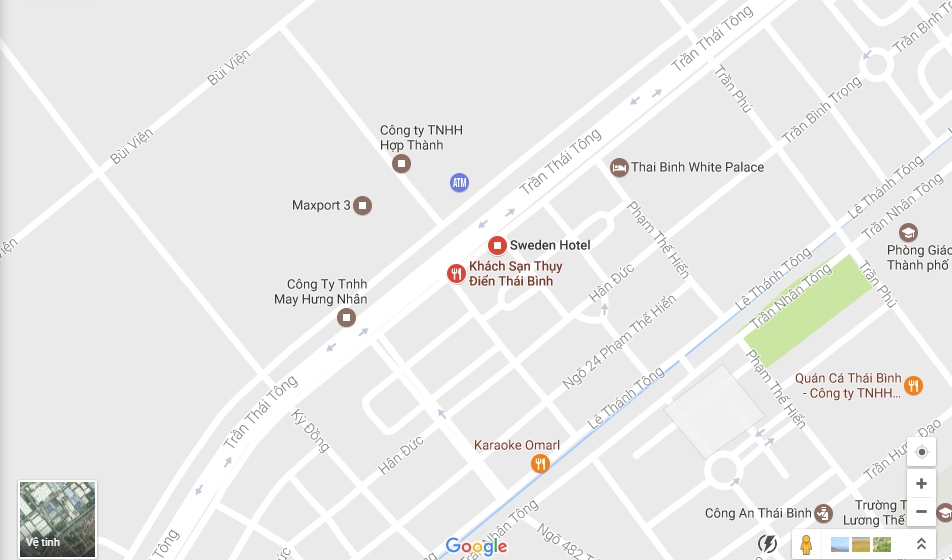 Trần Thái Tông
Trần Bình
Bùi Viện
Trần Phú
Trần Bình Trọng
Công ty TNHH
Hợp Thành
Bùi Viện
Trần Thái Tông
Thai Binh White Palace
ATM
Lê Thánh Tông
Trần Nhân Tông
Maxport 3
Phạm Thế Hiển
Sweden Hotel
Phòng Giáo
Thành phố
Khách Sạn Thụy
Điển Thái Bình
Hân Đức
Lê Thánh Tông
Trần Nhân Tông
Trần Phú
Công Ty Tnhh
May Hưng Nhân
Ngõ 24 Phạm Thế Hiển
Phạm Thế Hiển
Quán Cá Thái Bình
- Công ty TNHH...
Trần Thái Tông
Kỳ Đồng
Lê Thánh Tông
Hân Đức
Karaoke Omarl
Trần Hưng Đạo
Công An Thái Bình
Trường T
Lương Thế
Trần Nhân Tông
Ngõ 482 T
Vệ tinh
Google